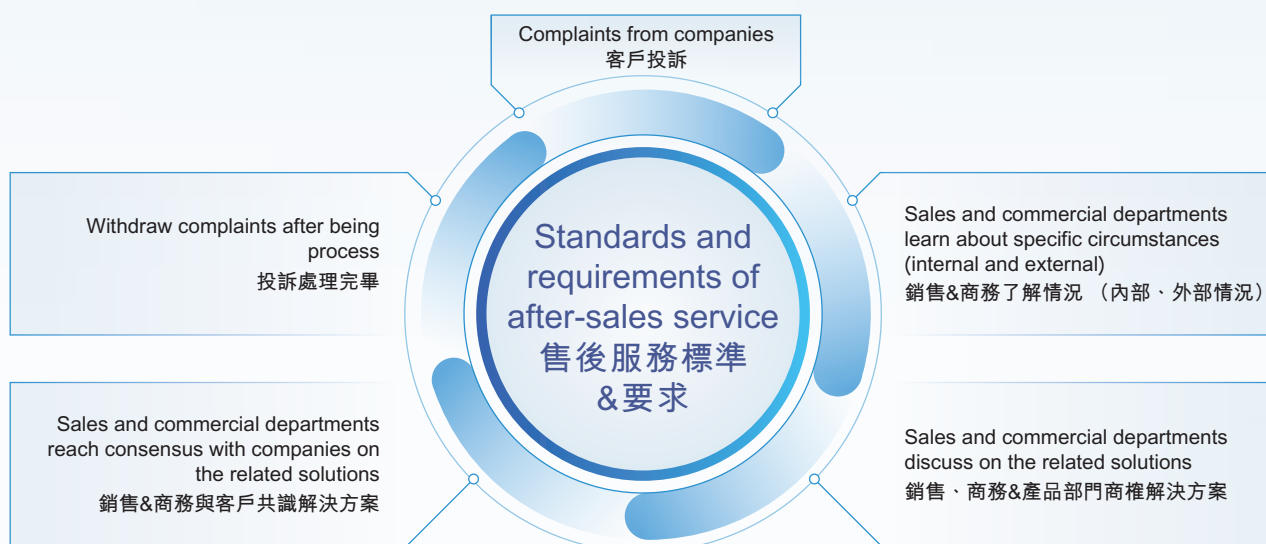 Complaints from companies
客戶投訴
Sales and commercial departments
learn about specific circumstances
(internal and external)
銷售&商務了解情況 （內部、外部情況）
Sales and commercial departments
discuss on the related solutions
銷售、商務&產品部門商榷解決方案
Sales and commercial departments
reach consensus with companies on
the related solutions
銷售&商務與客戶共識解決方案
Withdraw complaints after being
process
投訴處理完畢
Standards and
requirements of
after-sales service
售後服務標準
&要求